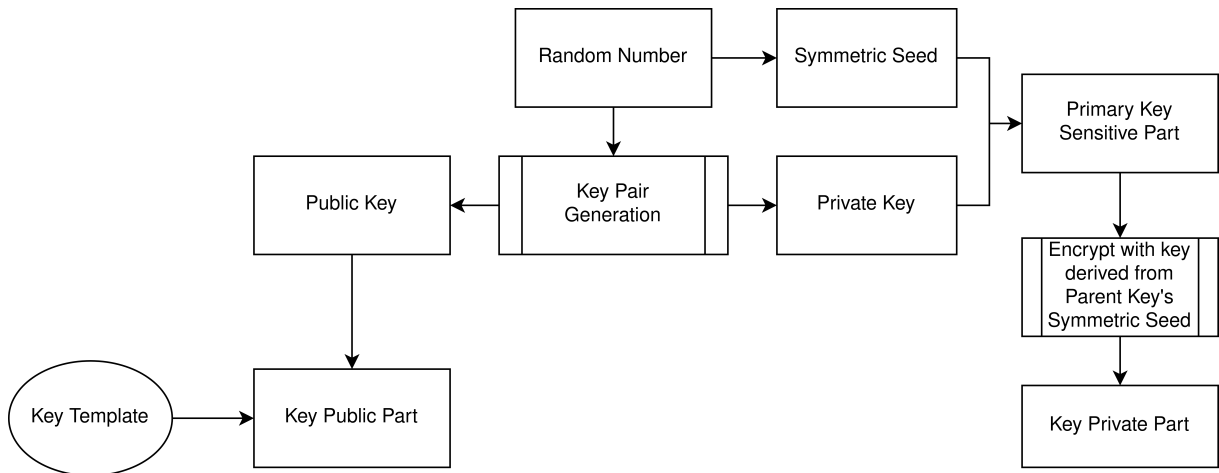 Random Number
Symmetric Seed
Primary Key
Sensitive Part
Public Key
Key Pair
Generation
Private Key
Encrypt with key
derived from
Parent Key's
Symmetric Seed
Key Template
Key Public Part
Key Private Part